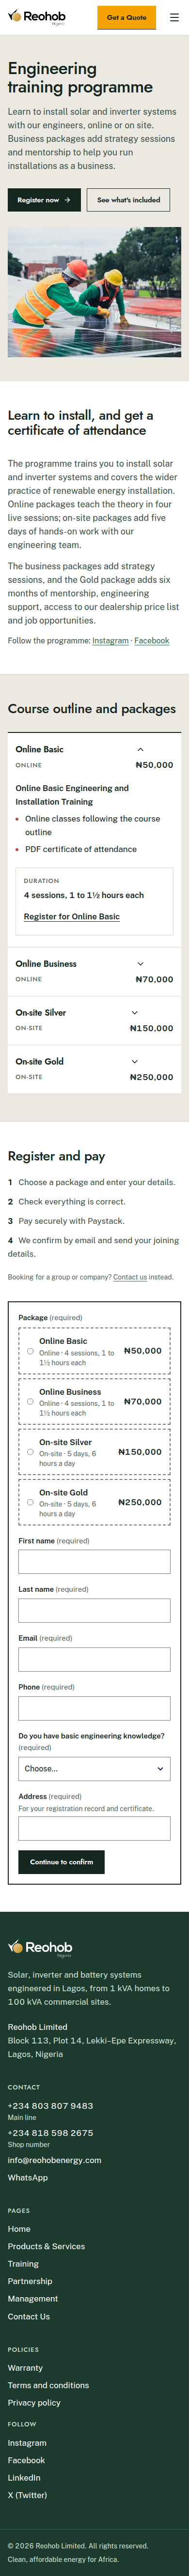 Reohob
Nigeria
Get a Quote
Engineering
training programme
Learn to install solar and inverter systems
with our engineers, online or on site.
Business packages add strategy sessions
and mentorship to help you run
installations as a business.
Register now
See what's included
Learn to install, and get a
certificate of attendance
The programme trains you to install solar
and inverter systems and covers the wider
practice of renewable energy installation.
Online packages teach the theory in four
live sessions; on-site packages add five
days of hands-on work with our
engineering team.
The business packages add strategy
sessions, and the Gold package adds six
months of mentorship, engineering
support, access to our dealership price list
and job opportunities.
Follow the programme: Instagram · Facebook
Course outline and packages
Online Basic
ONLINE
₦50,000
Online Basic Engineering and
Installation Training
Online classes following the course
outline
PDF certificate of attendance
DURATION
4 sessions, 1 to 1½ hours each
Register for Online Basic
Online Business
ONLINE
₦70,000
On-site Silver
ON-SITE
₦150,000
On-site Gold
ON-SITE
₦250,000
Register and pay
1 Choose a package and enter your details.
2 Check everything is correct.
3 Pay securely with Paystack.
4 We confirm by email and send your joining
details.
Booking for a group or company? Contact us instead.
Package (required)
Online Basic
Online · 4 sessions, 1 to
1½ hours each
₦50,000
Online Business
Online · 4 sessions, 1 to
1½ hours each
₦70,000
On-site Silver
On-site · 5 days, 6
hours a day
₦150,000
On-site Gold
On-site · 5 days, 6
hours a day
₦250,000
First name (required)
Last name (required)
Email (required)
Phone (required)
Do you have basic engineering knowledge?
(required)
Choose...
Address (required)
For your registration record and certificate.
Continue to confirm
Reohob
Nigeria
Solar, inverter and battery systems
engineered in Lagos, from 1 kVA homes to
100 kVA commercial sites.
Reohob Limited
Block 113, Plot 14, Lekki–Epe Expressway,
Lagos, Nigeria
CONTACT
+234 803 807 9483
Main line
+234 818 598 2675
Shop number
info@reohobenergy.com
WhatsApp
PAGES
Home
Products & Services
Training
Partnership
Management
Contact Us
POLICIES
Warranty
Terms and conditions
Privacy policy
FOLLOW
Instagram
Facebook
LinkedIn
X (Twitter)
© 2026 Reohob Limited. All rights reserved.
Clean, affordable energy for Africa.